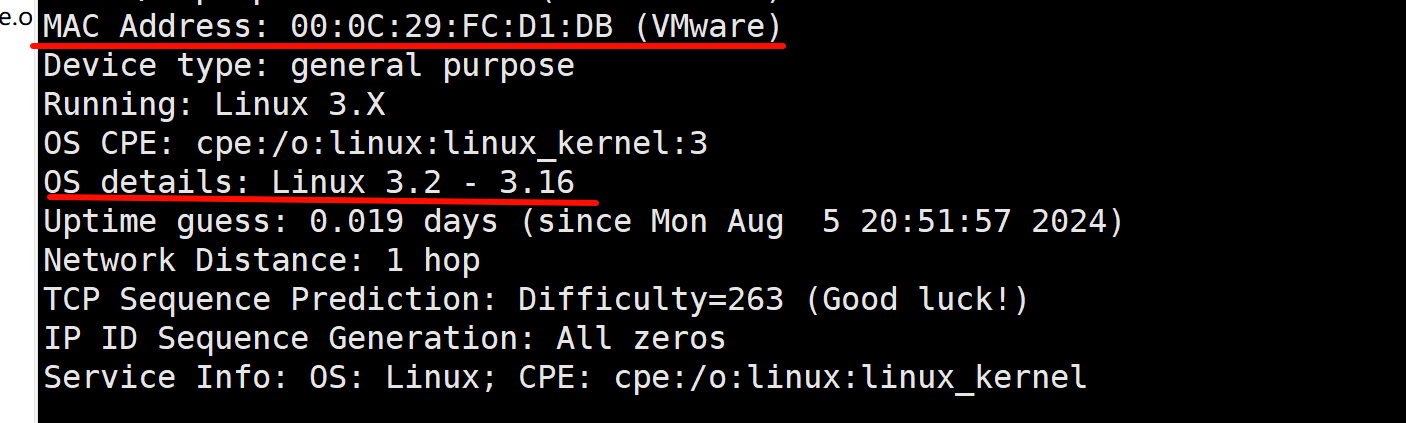 e.o
MAC Address: 00:0C:29:FC:D1:DB (VMware)
Device type: general purpose
Running: Linux 3.X
OS CPE: cpe:/o:linux:linux_kernel:3
OS details: Linux 3.2 - 3.16
Uptime guess: 0.019 days (since Mon Aug  5 20:51:57 2024)
Network Distance: 1 hop
TCP Sequence Prediction: Difficulty=263 (Good luck!)
IP ID Sequence Generation: All zeros
Service Info: OS: Linux; CPE: cpe:/o:linux:linux_kernel